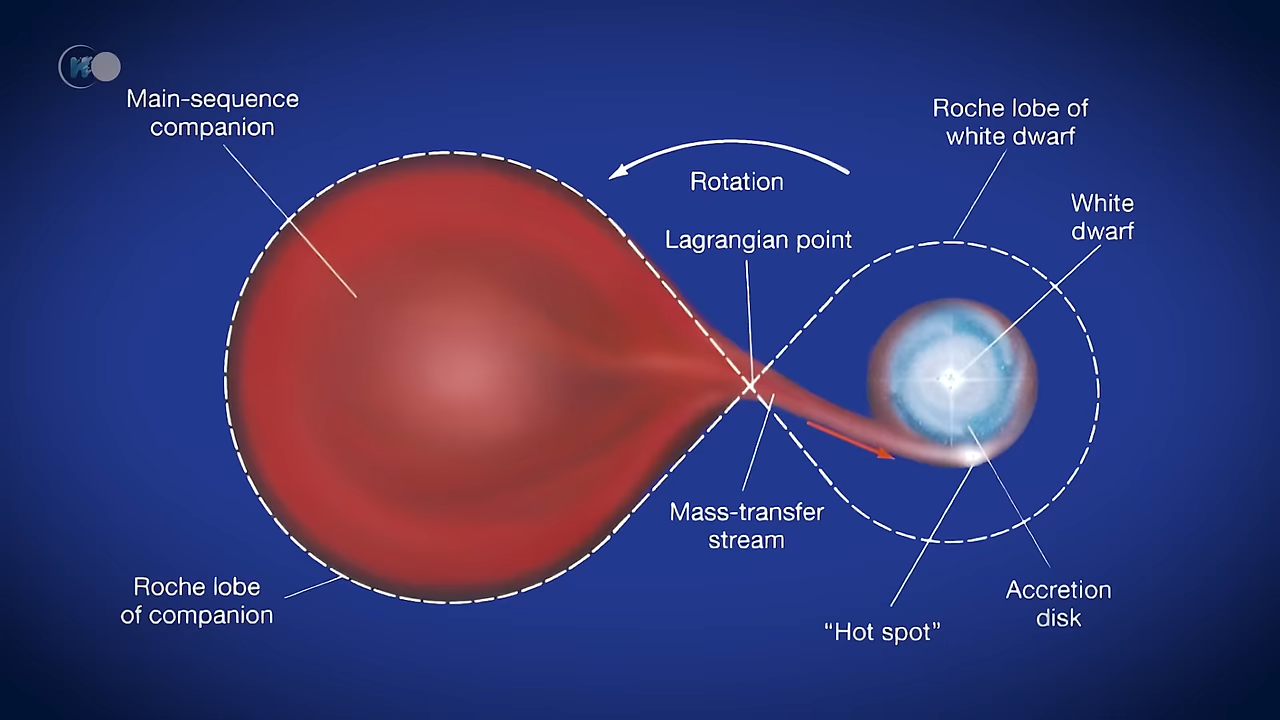 Main-sequence
companion
Roche lobe of
white dwarf
Rotation
White
dwarf
Lagrangian point
Mass-transfer
stream
Roche lobe
of companion
Accretion
disk
“Hot spot”